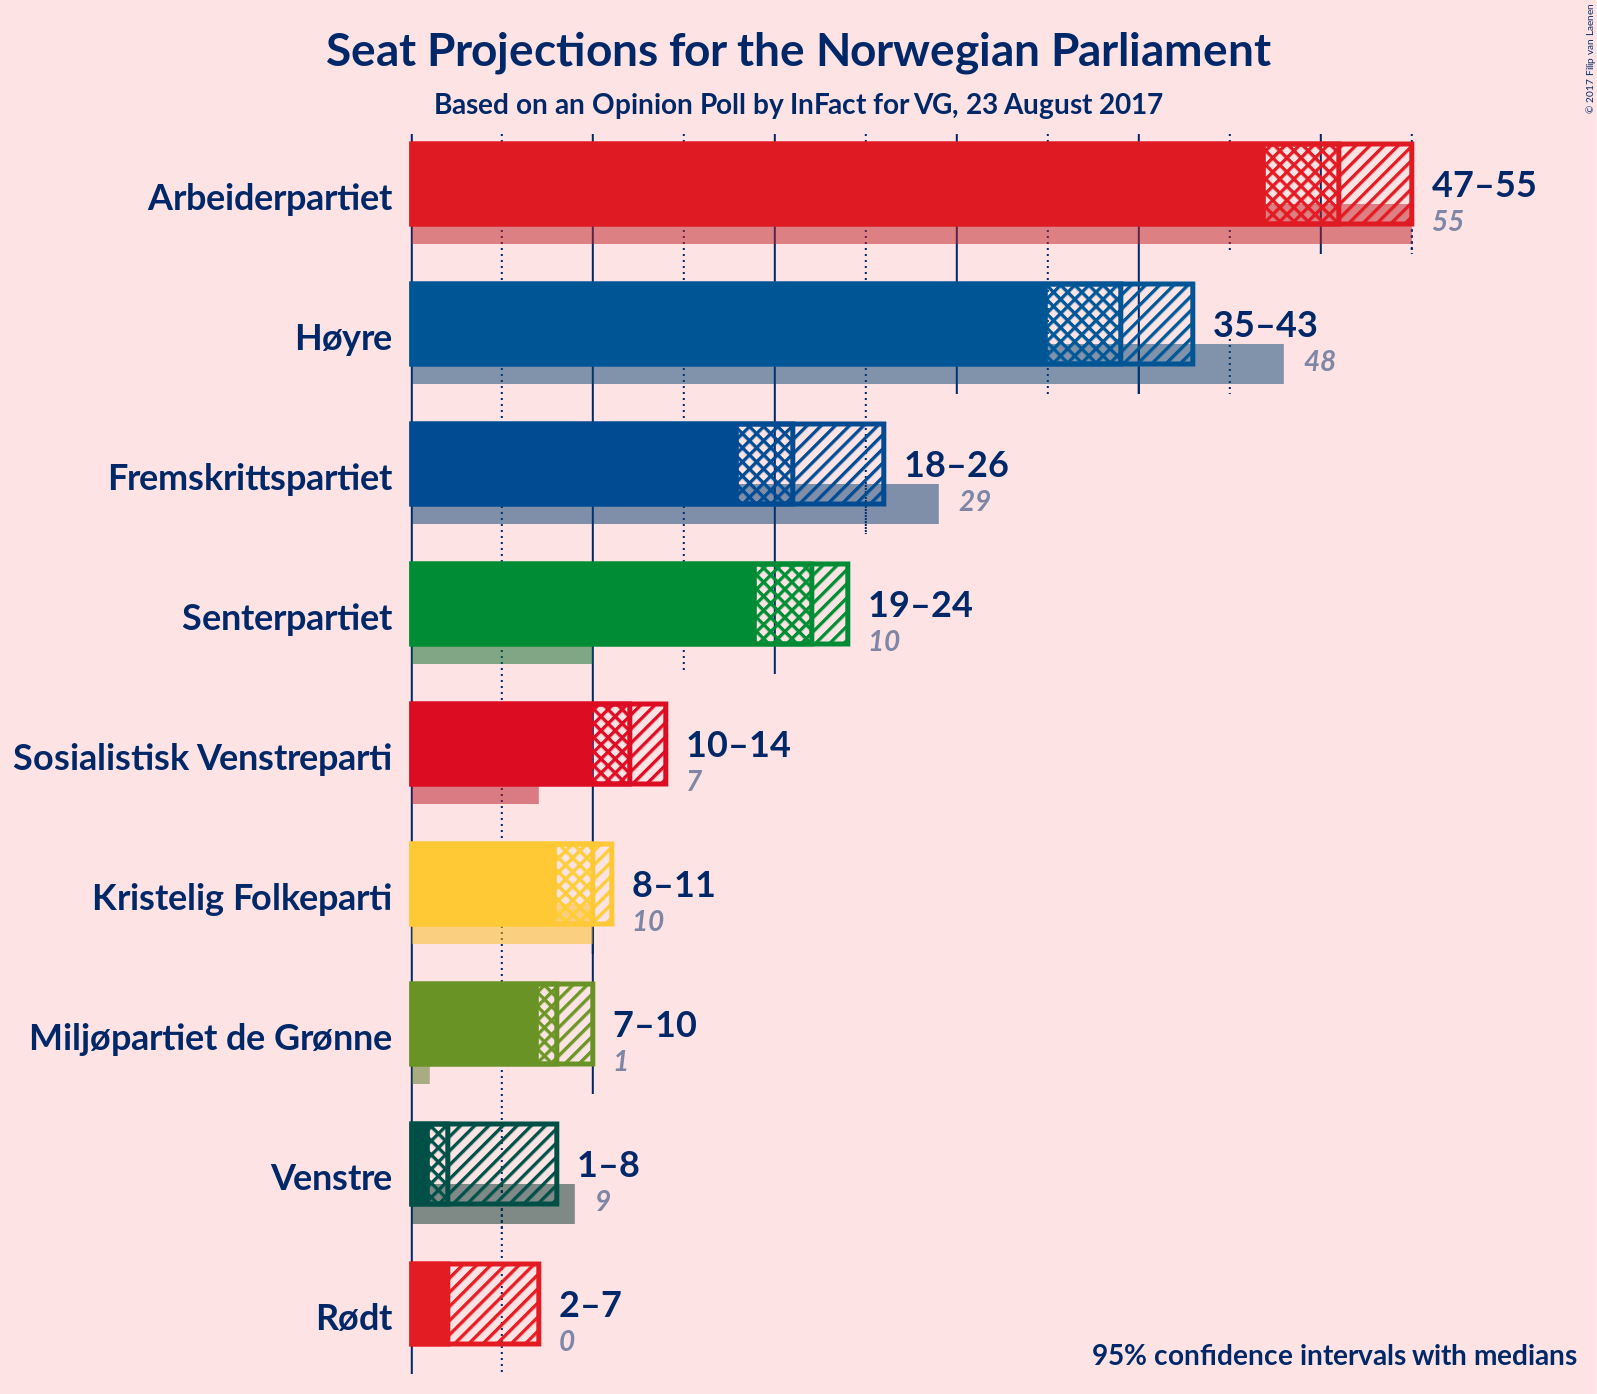 Seat Projections for the Norwegian Parliament
Based on an Opinion Poll by InFact for VG, 23 August 2017
© 2017 Filip van Laenen
Arbeiderpartiet
47–55
55
Høyre
35–43
48
Fremskrittspartiet
18–26
29
Senterpartiet
19–24
10
Sosialistisk Venstreparti
10–14
7
Kristelig Folkeparti
8–11
10
Miljøpartiet de Grønne
7–10
1
Venstre
1–8
9
Rødt
2–7
0
95% confidence intervals with medians